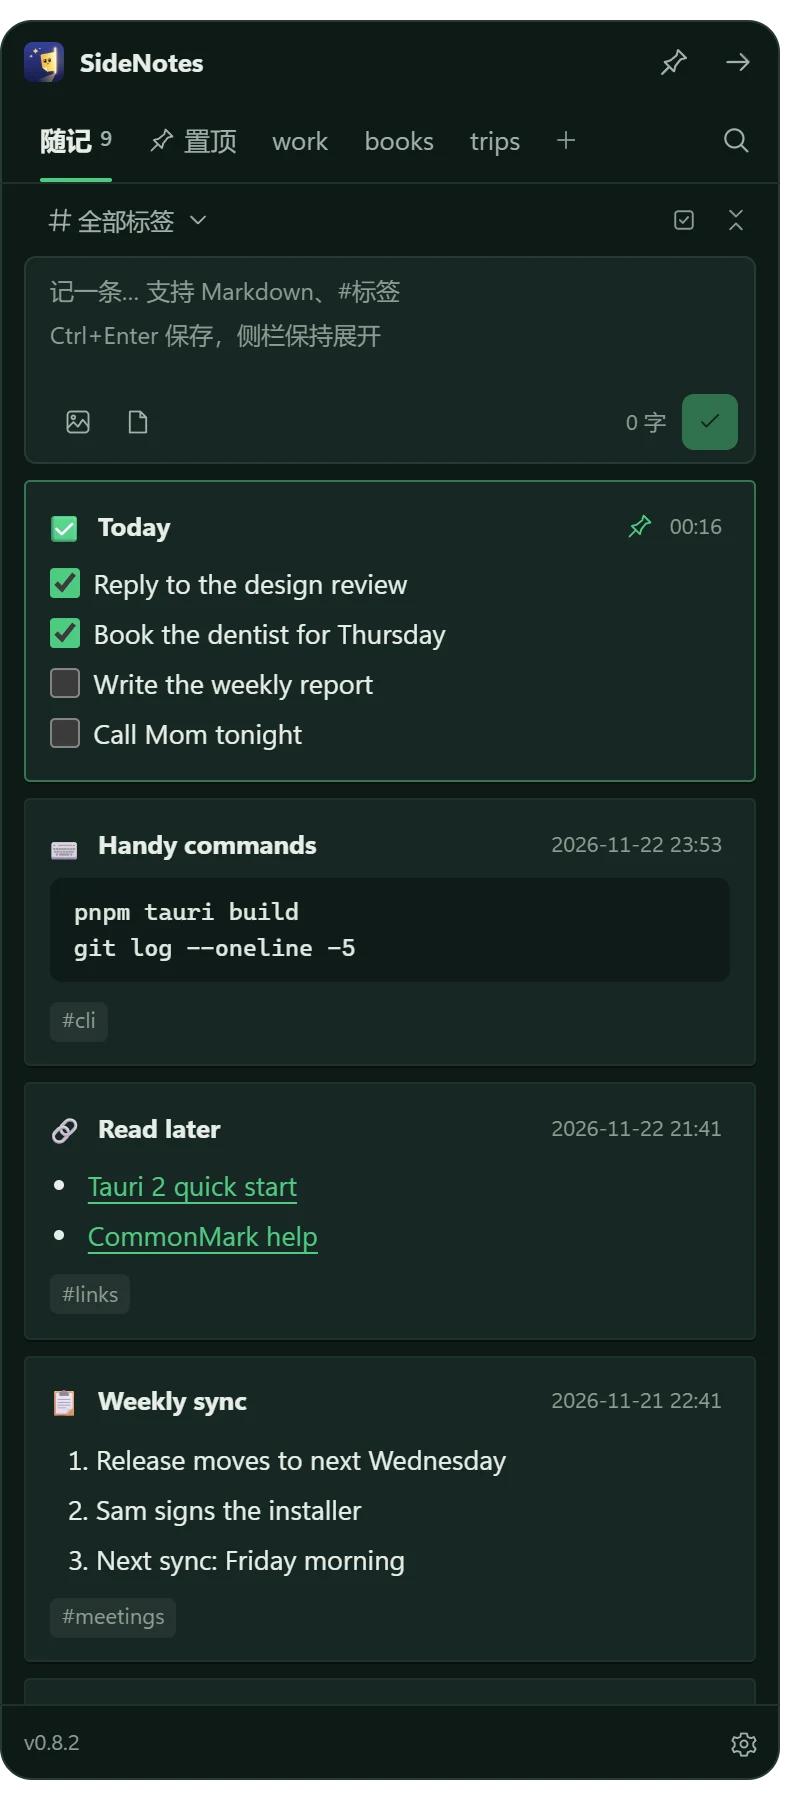 SideNotes
随记 9 置顶 work books trips +
# 全部标签
记一条... 支持 Markdown、#标签
Ctrl+Enter 保存，侧栏保持展开
0 字
Today 00:16
Reply to the design review
Book the dentist for Thursday
Write the weekly report
Call Mom tonight
Handy commands 2026-11-22 23:53
pnpm tauri build
git log --oneline -5
#cli
Read later 2026-11-22 21:41
• Tauri 2 quick start
• CommonMark help
#links
Weekly sync 2026-11-21 22:41
1. Release moves to next Wednesday
2. Sam signs the installer
3. Next sync: Friday morning
#meetings
v0.8.2